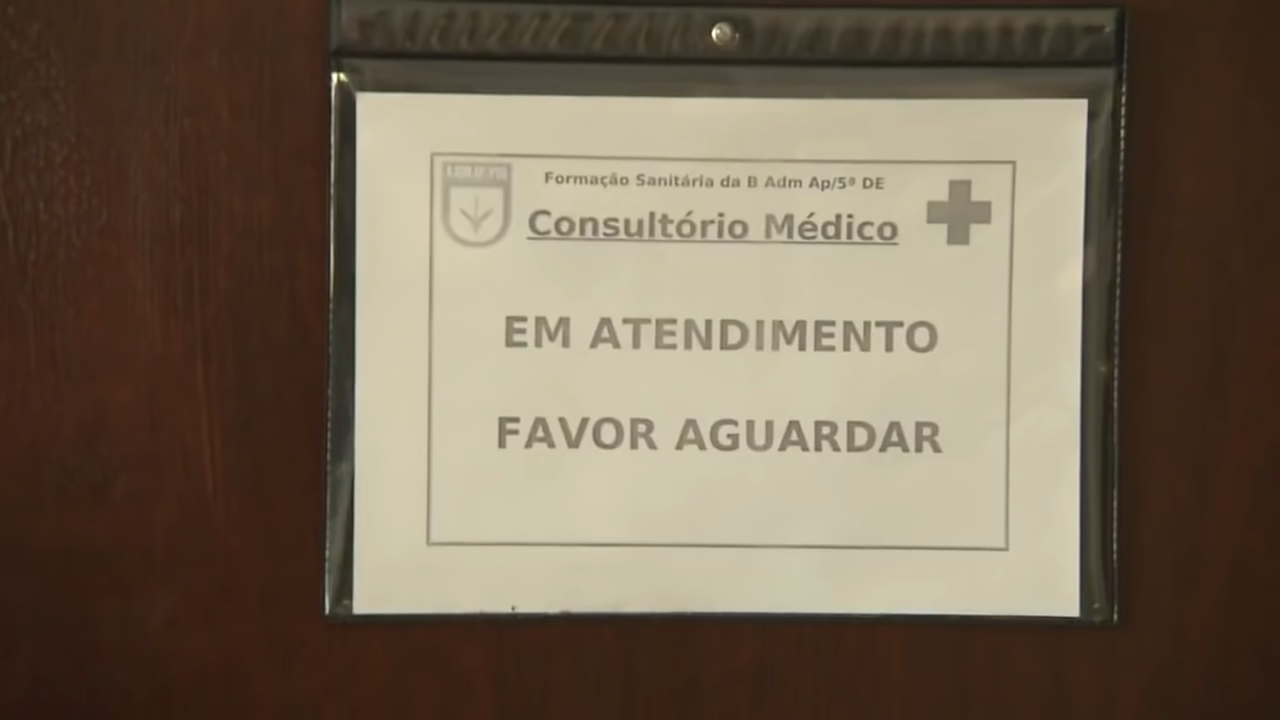 Formação Sanitária da B Adm Ap/5ª DE
Consultório Médico
EM ATENDIMENTO
FAVOR AGUARDAR